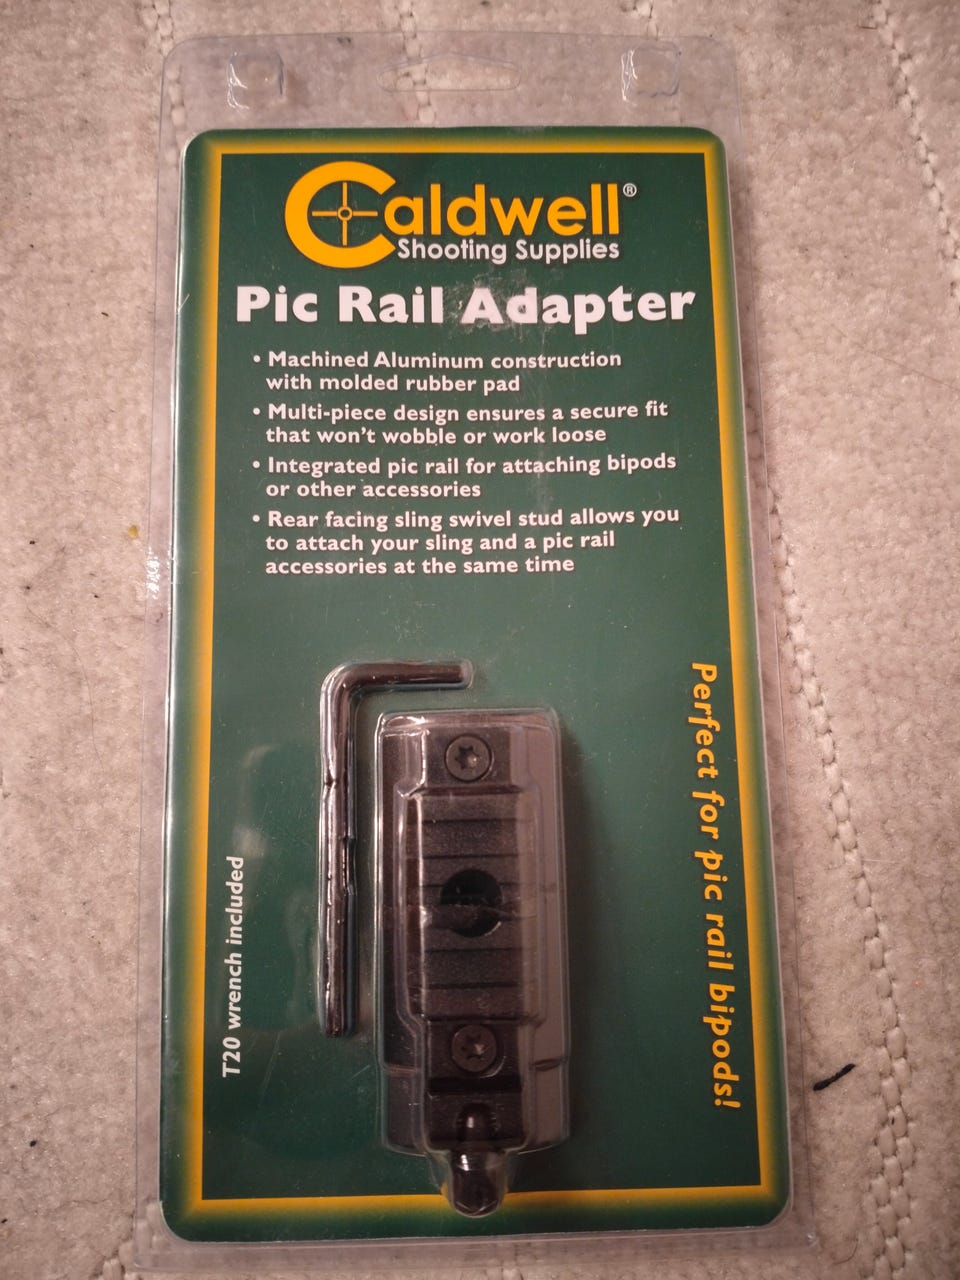 Caldwell®
Shooting Supplies
Pic Rail Adapter
• Machined Aluminum construction
with molded rubber pad
• Multi-piece design ensures a secure fit
that won't wobble or work loose
• Integrated pic rail for attaching bipods
or other accessories
• Rear facing sling swivel stud allows you
to attach your sling and a pic rail
accessories at the same time
Perfect for pic rail bipods!
T20 wrench included